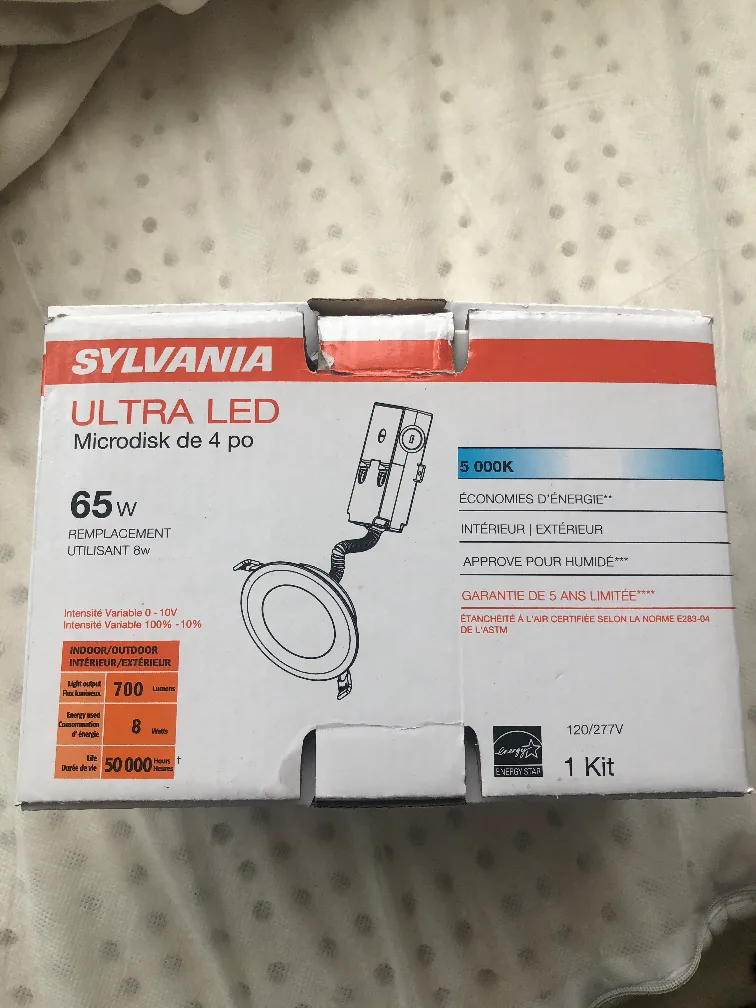 SYLVANIA
ULTRA LED
Microdisk de 4 po
65W
REMPLACEMENT
UTILISANT 8w
Intensité Variable 0 - 10V
Intensité Variable 100% - 10%
INDOOR/OUTDOOR
INTÉRIEUR/EXTÉRIEUR
Light output
Flux lumineux
700 Lumens
Energy used
Consommation
d' énergie
8 Watts
Life
Durée de vie
50 000 Hours
Heures †
5 000K
ÉCONOMIES D'ÉNERGIE**
INTÉRIEUR | EXTÉRIEUR
APPROVE POUR HUMIDÉ***
GARANTIE DE 5 ANS LIMITÉE****
ÉTANCHÉITÉ À L'AIR CERTIFIÉE SELON LA NORME E283-04
DE L'ASTM
energy
ENERGY STAR
120/277V
1 Kit